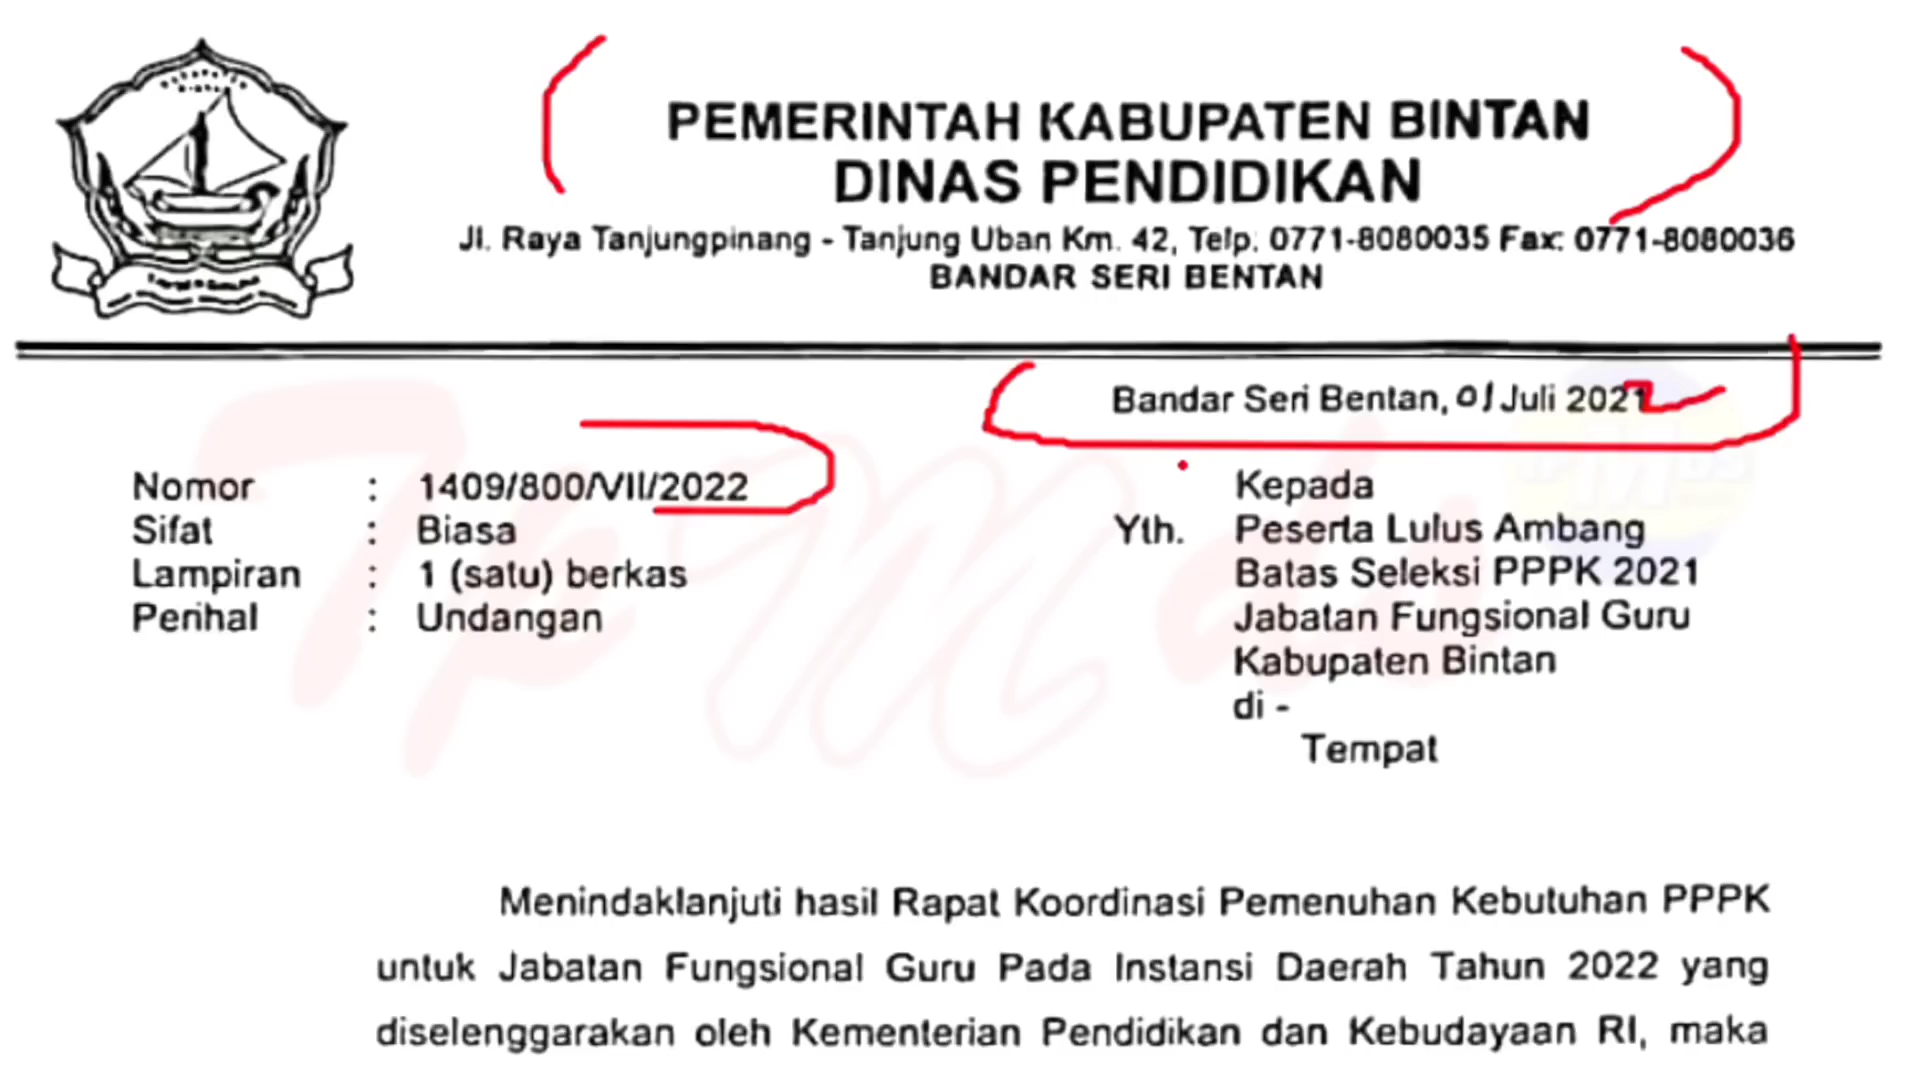 PEMERINTAH KABUPATEN BINTAN
DINAS PENDIDIKAN
Jl. Raya Tanjungpinang - Tanjung Uban Km. 42, Telp. 0771-8080035 Fax: 0771-8080036
BANDAR SERI BENTAN
Bandar Seri Bentan, 01 Juli 2021
Nomor : 1409/800/VII/2022
Sifat : Biasa
Lampiran : 1 (satu) berkas
Perihal : Undangan
Kepada
Yth. Peserta Lulus Ambang
Batas Seleksi PPPK 2021
Jabatan Fungsional Guru
Kabupaten Bintan
di -
Tempat
Menindaklanjuti hasil Rapat Koordinasi Pemenuhan Kebutuhan PPPK
untuk Jabatan Fungsional Guru Pada Instansi Daerah Tahun 2022 yang
diselenggarakan oleh Kementerian Pendidikan dan Kebudayaan RI, maka